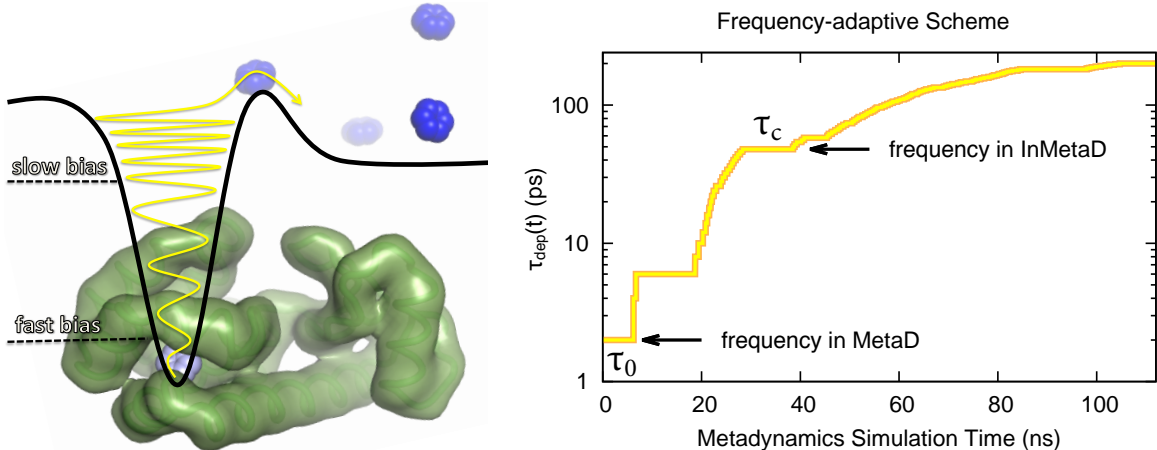 slow bias
fast bias
Frequency-adaptive Scheme
τdep(t) (ps)
100
10
1
τc
frequency in InMetaD
frequency in MetaD
τ0
0
20
40
60
80
100
Metadynamics Simulation Time (ns)